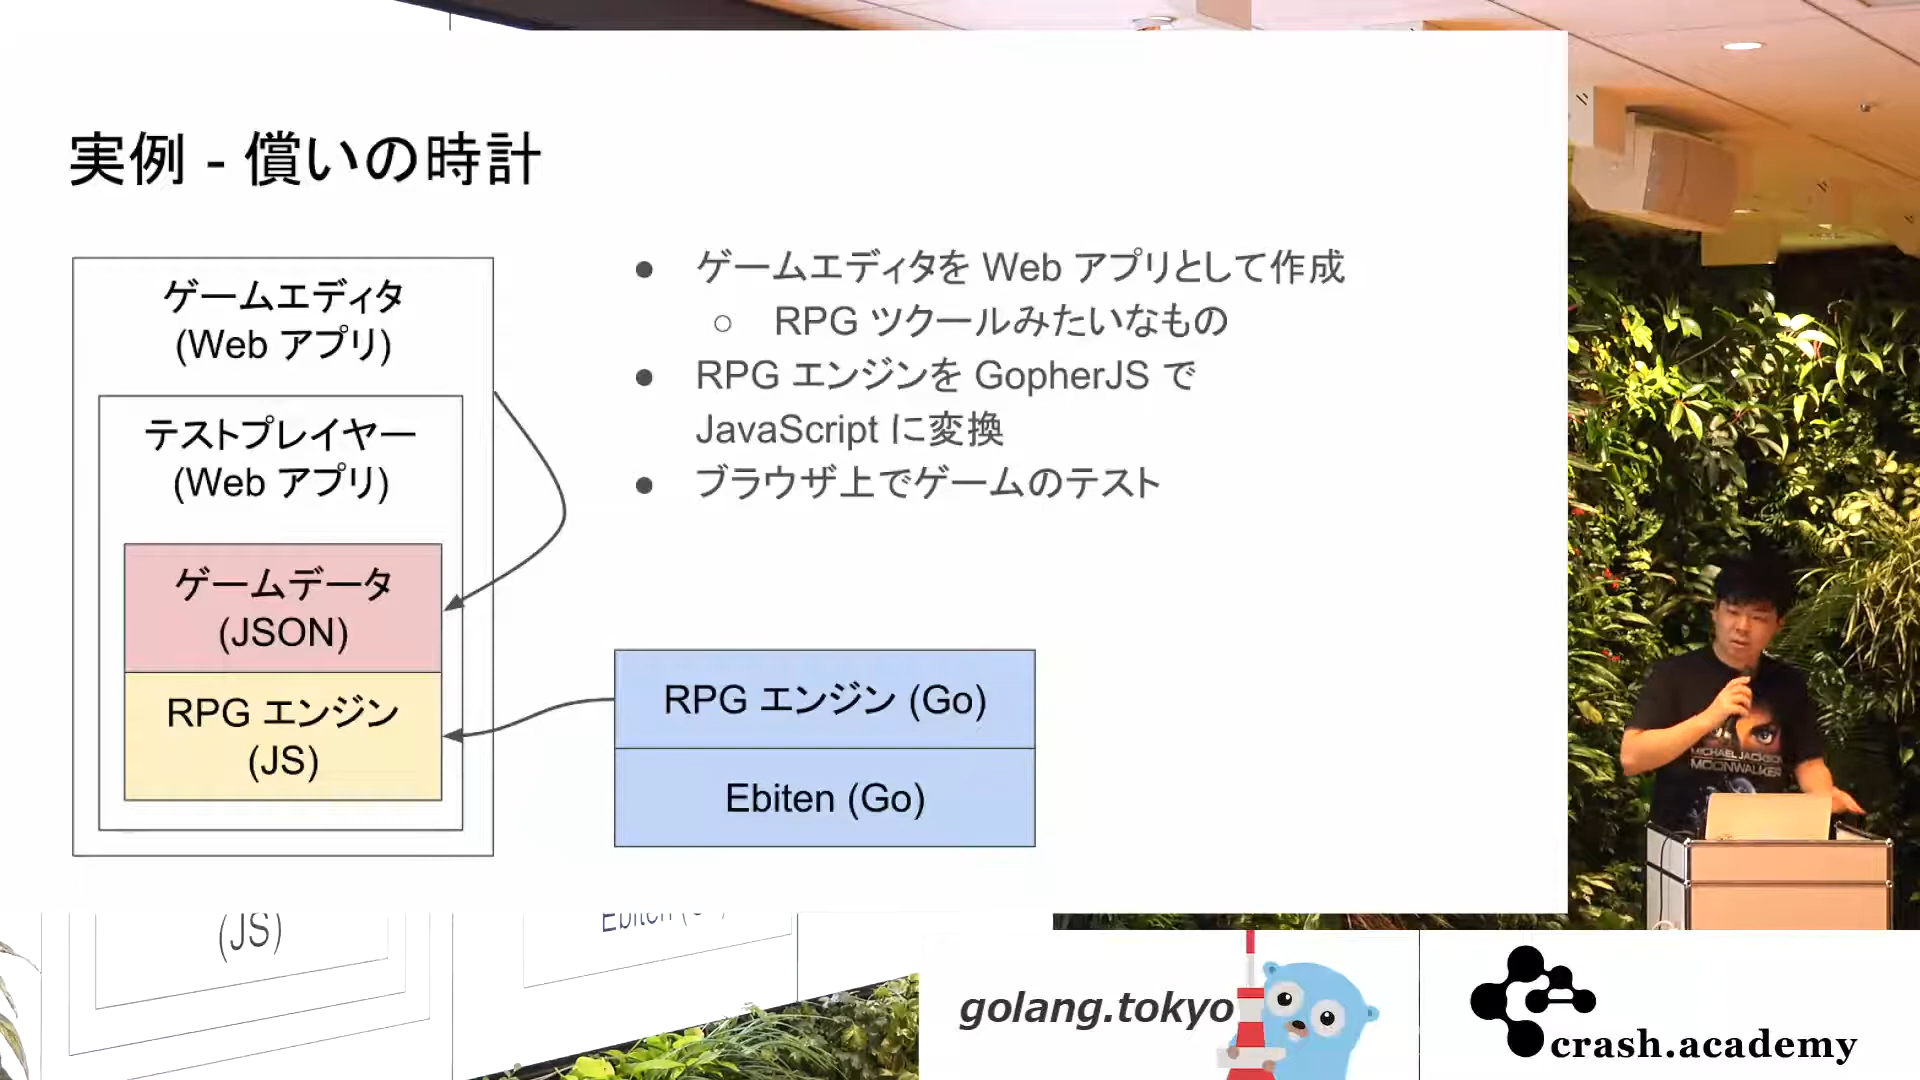 実例 - 償いの時計
ゲームエディタ
(Web アプリ)
テストプレイヤー
(Web アプリ)
ゲームデータ
(JSON)
RPG エンジン
(JS)
● ゲームエディタを Web アプリとして作成
○ RPG ツクールみたいなもの
● RPG エンジンを GopherJS で
JavaScript に変換
● ブラウザ上でゲームのテスト
RPG エンジン (Go)
Ebiten (Go)
MICHAEL JACKSON
MOONWALKER
(JS)
golang.tokyo
crash.academy